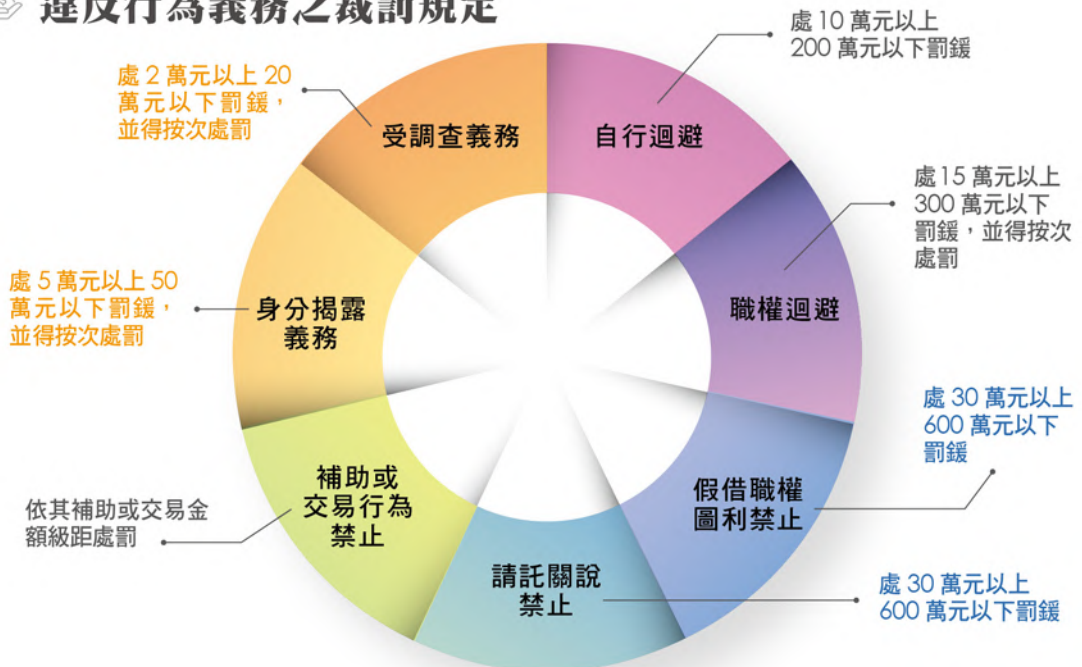 違反行為義務之裁罰規定
處 10 萬元以上
200 萬元以下罰鍰
自行迴避
處15 萬元以上
300 萬元以下
罰鍰，並得按次
處罰
職權迴避
處 30 萬元以上
600 萬元以下
罰鍰
假借職權
圖利禁止
處 30 萬元以上
600 萬元以下罰鍰
請託關說
禁止
補助或
交易行為
禁止
依其補助或交易金
額級距處罰
身分揭露
義務
處 5 萬元以上 50
萬元以下罰鍰，
並得按次處罰
受調查義務
處 2 萬元以上 20
萬元以下罰鍰，
並得按次處罰